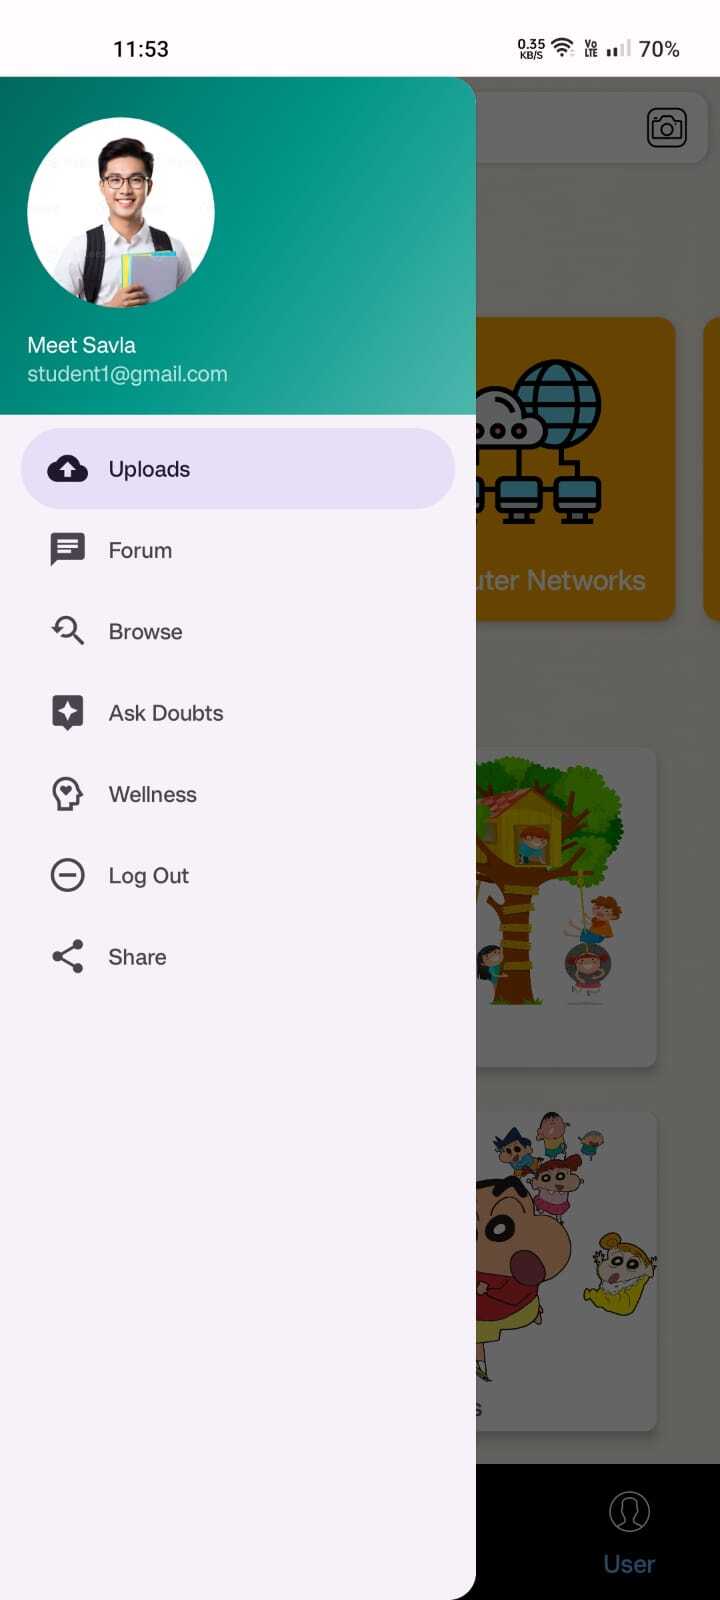 11:53
0.35
KB/S
Vo
LTE
70%
Meet Savla
student1@gmail.com
Uploads
Forum
Browse
Ask Doubts
Wellness
Log Out
Share
Networks
User